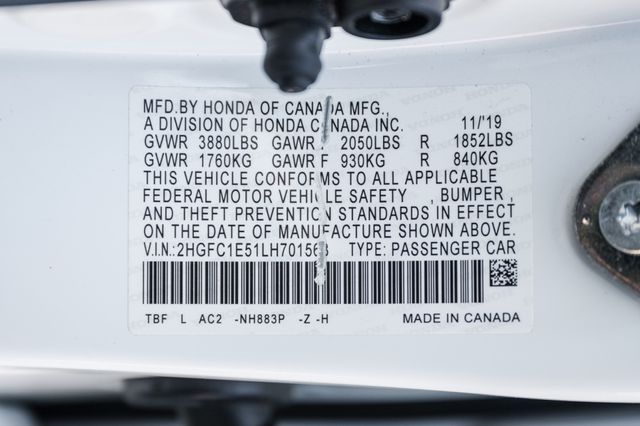 MFD.BY HONDA OF CANADA MFG.,
A DIVISION OF HONDA CANADA INC. 11/'19
GVWR 3880LBS GAWR F 2050LBS R 1852LBS
GVWR 1760KG GAWR F 930KG R 840KG
THIS VEHICLE CONFORMS TO ALL APPLICABLE
FEDERAL MOTOR VEHICLE SAFETY , BUMPER,
AND THEFT PREVENTION STANDARDS IN EFFECT
ON THE DATE OF MANUFACTURE SHOWN ABOVE.
V.I.N.: TYPE: PASSENGER CAR
TBF L AC2 -NH883P -Z -H MADE IN CANADA